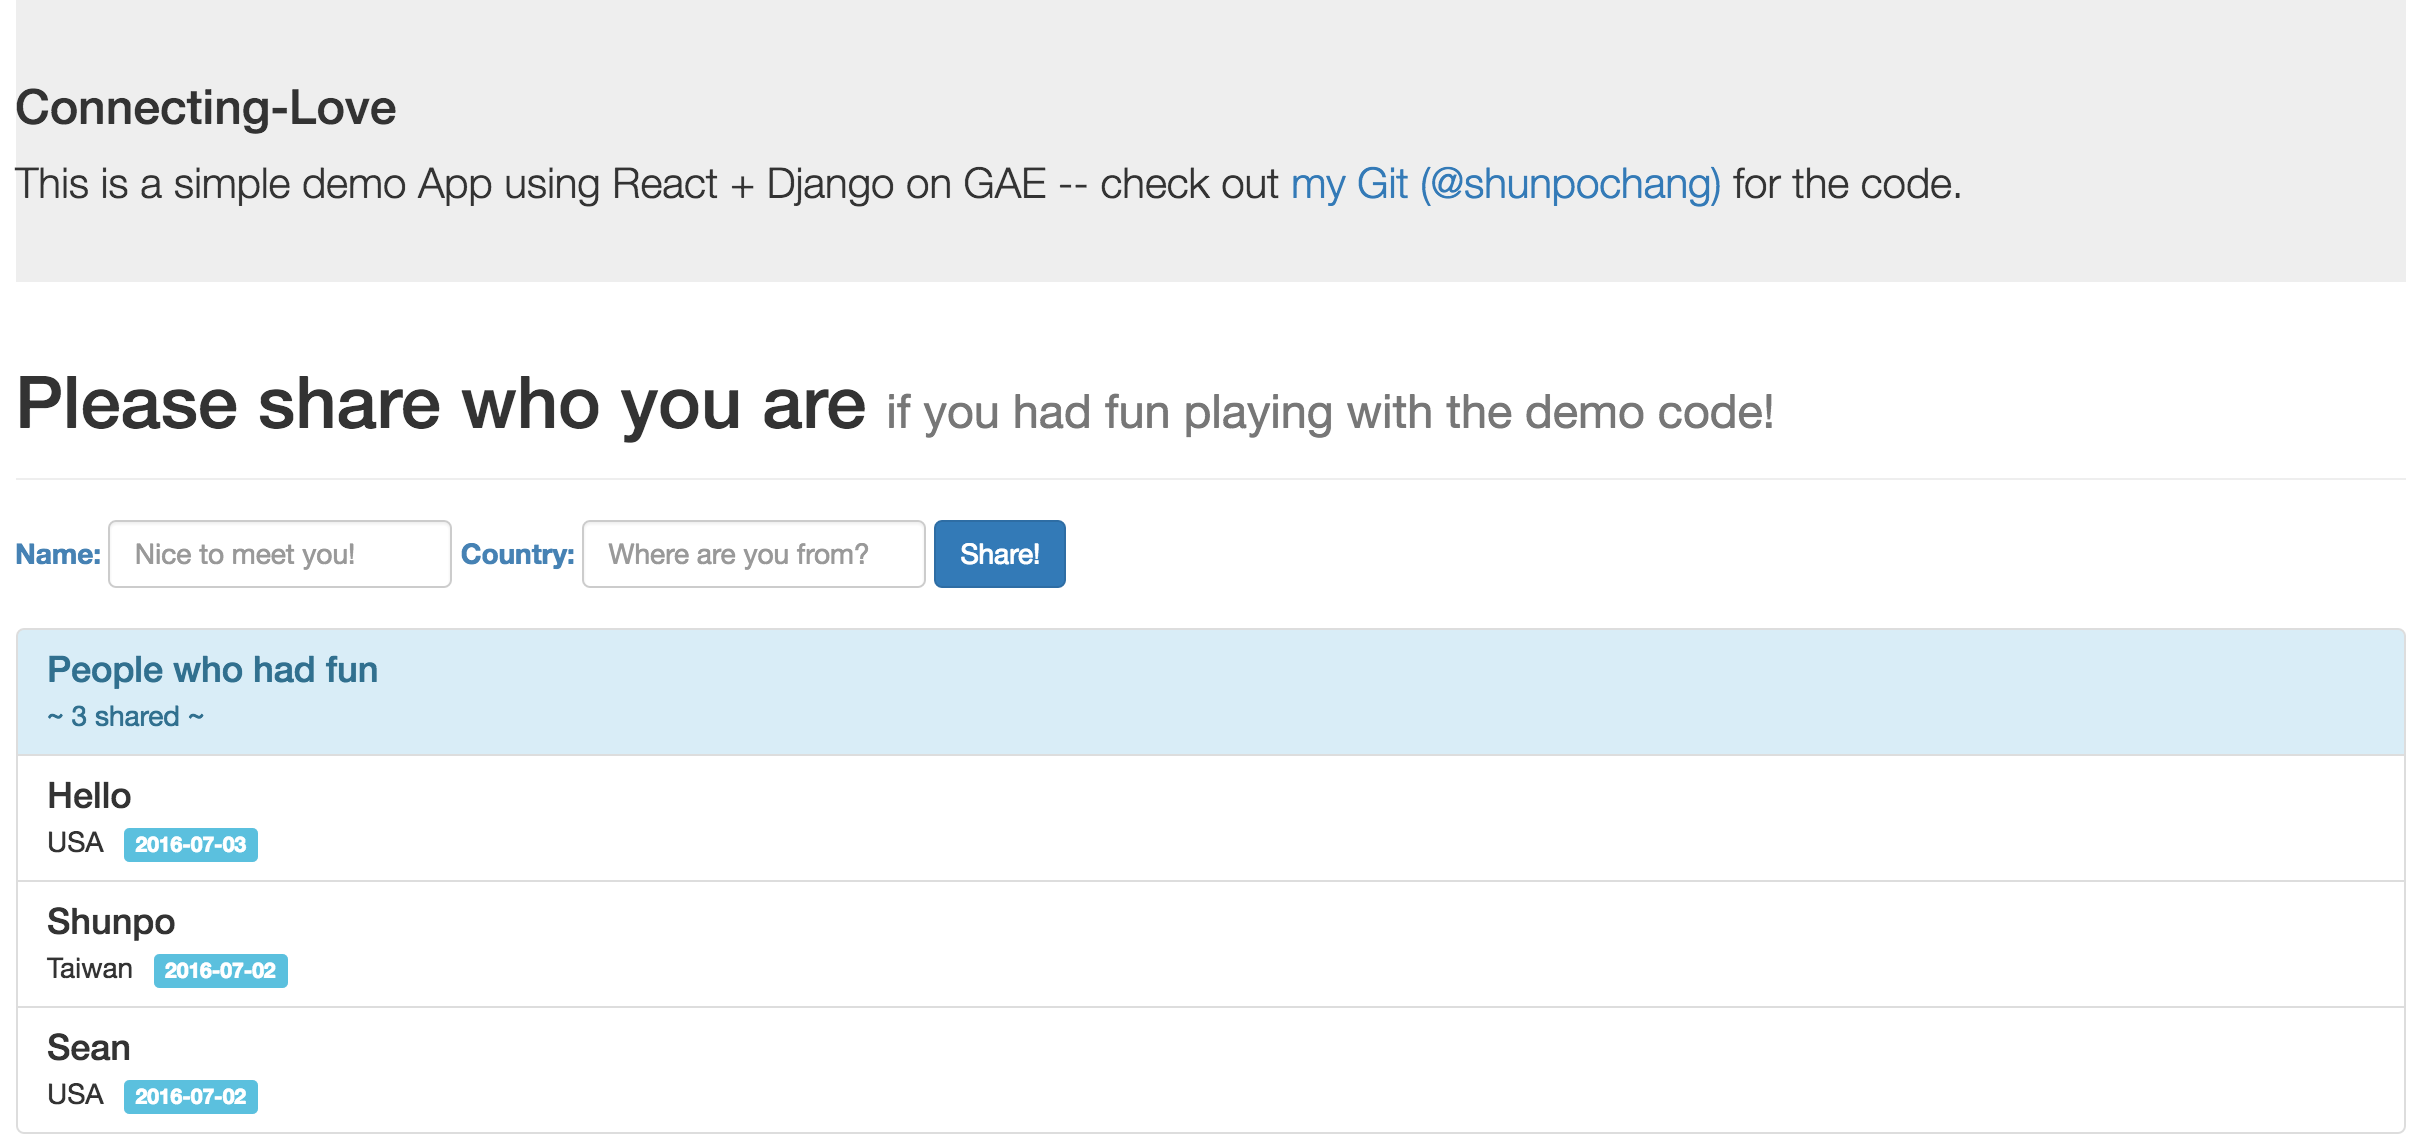 Connecting-Love
This is a simple demo App using React + Django on GAE -- check out my Git (@shunpochang) for the code.
Please share who you are if you had fun playing with the demo code!
Name: Nice to meet you! Country: Where are you from? Share!
People who had fun
~ 3 shared ~
Hello
USA 2016-07-03
Shunpo
Taiwan 2016-07-02
Sean
USA 2016-07-02